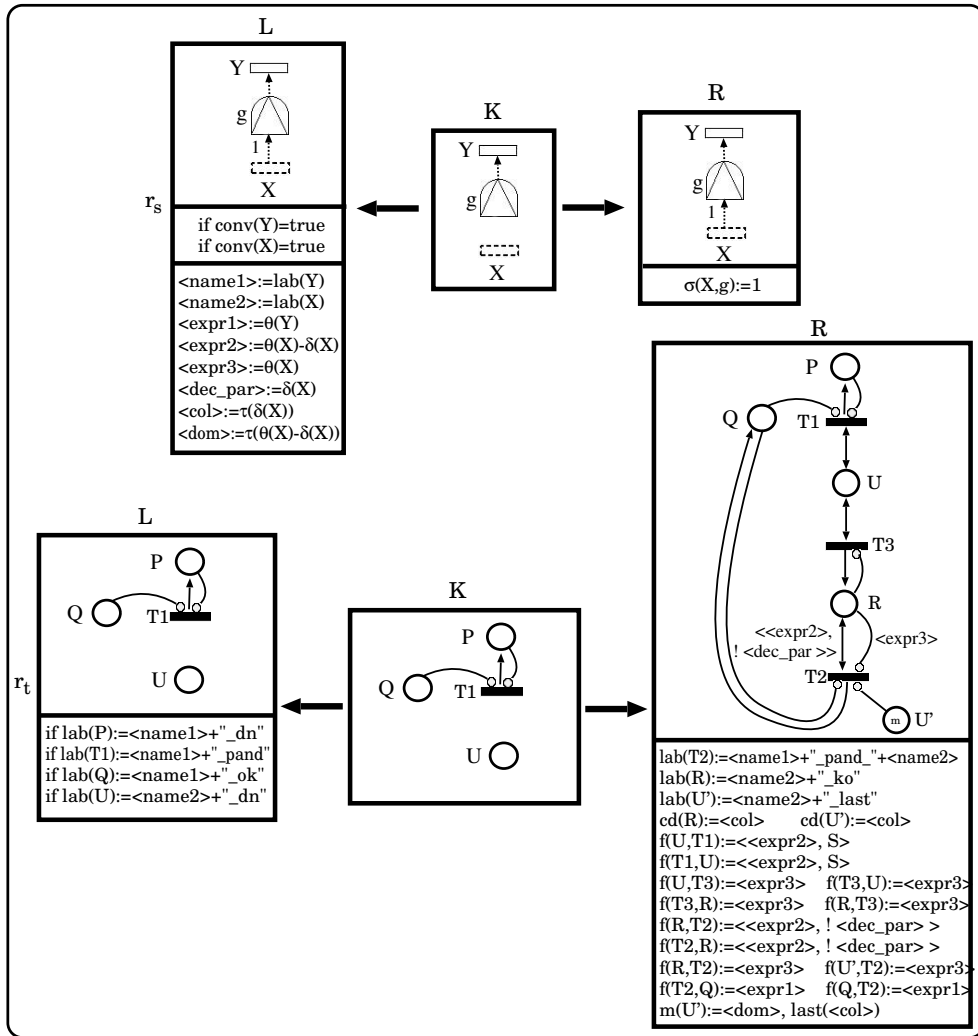 L
Y
g
1
X
r_s
if conv(Y)=true
if conv(X)=true
<name1>:=lab(Y)
<name2>:=lab(X)
<expr1>:=θ(Y)
<expr2>:=θ(X)-δ(X)
<expr3>:=θ(X)
<dec_par>:=δ(X)
<col>:=τ(δ(X))
<dom>:=τ(θ(X)-δ(X))
K
Y
g
X
R
Y
g
1
X
σ(X,g):=1
L
P
Q
T1
U
r_t
if lab(P):=<name1>+"_dn"
if lab(T1):=<name1>+"_pand"
if lab(Q):=<name1>+"_ok"
if lab(U):=<name2>+"_dn"
K
P
Q
T1
U
R
P
Q
T1
U
T3
R
<<expr2>,
! <dec_par >>
<expr3>
T2
m
U'
lab(T2):=<name1>+"_pand_"+<name2>
lab(R):=<name2>+"_ko"
lab(U'):=<name2>+"_last"
cd(R):=<col> cd(U'):=<col>
f(U,T1):=<<expr2>, S>
f(T1,U):=<<expr2>, S>
f(U,T3):=<expr3> f(T3,U):=<expr3>
f(T3,R):=<expr3> f(R,T3):=<expr3>
f(R,T2):=<<expr2>, ! <dec_par> >
f(T2,R):=<<expr2>, ! <dec_par> >
f(R,T2):=<expr3> f(U',T2):=<expr3>
f(T2,Q):=<expr1> f(Q,T2):=<expr1>
m(U'):=<dom>, last(<col>)